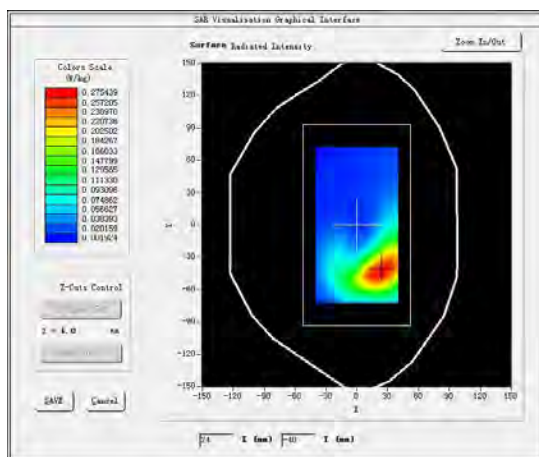 SAR Visualisation Graphical Interface
Surface Radiated Intensity
Zoom In/Out
Colors Scale
(W/kg)
0.275439
0.257205
0.238970
0.220736
0.202502
0.184267
0.166033
0.147799
0.129565
0.111330
0.093096
0.074862
0.056627
0.038393
0.020159
0.001924
150
120
90
60
30
0
-30
-60
-90
-120
-150
Y
-150 -120 -90 -60 -30 0 30 60 90 120 150
X
Z-Cuts Control
Z = 4.0 mm
SAVE Cancel
24 X (mm) -40 Y (mm)